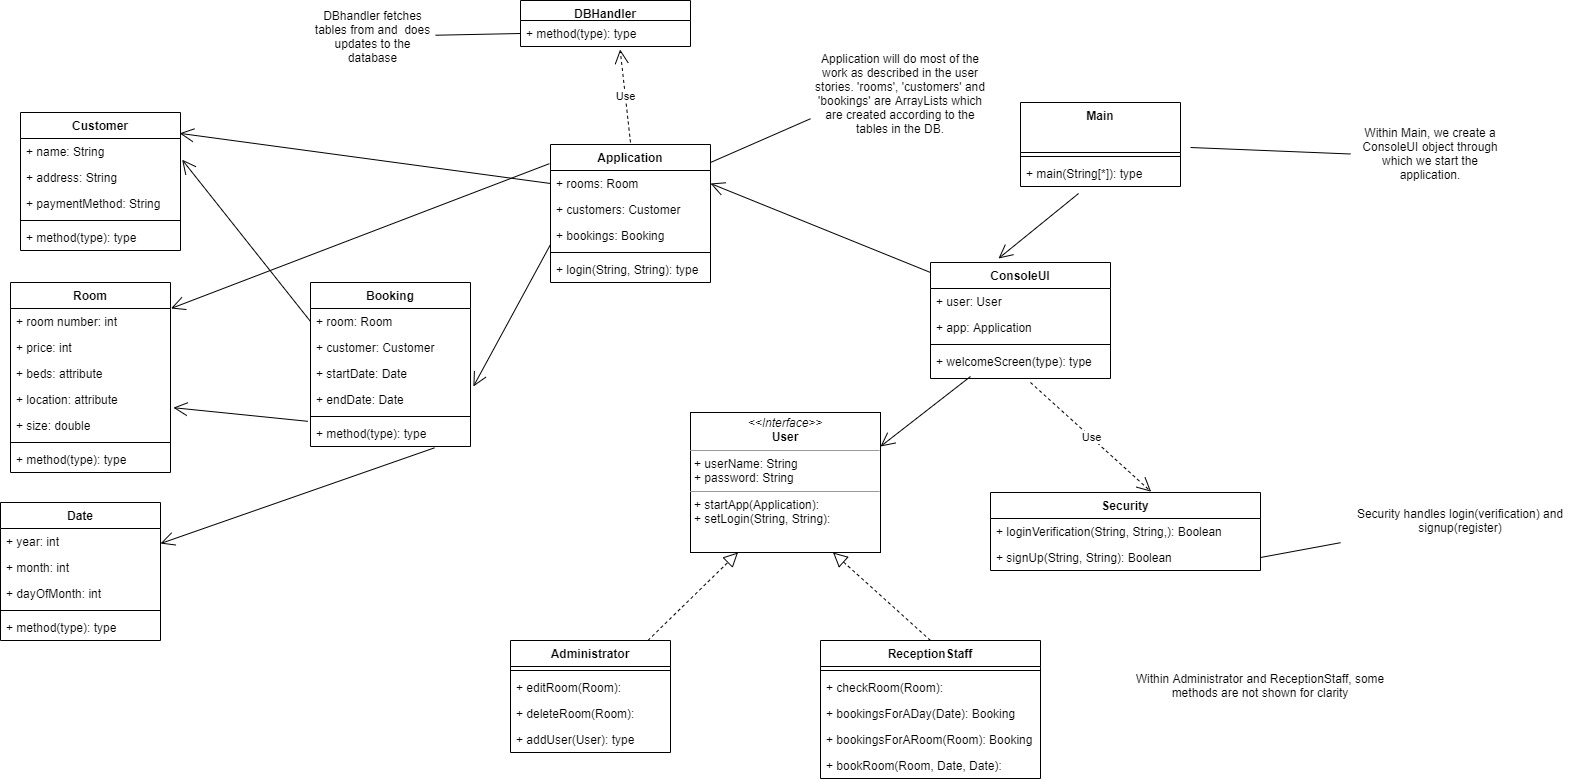 DBhandler fetches
tables from and  does
updates to the
database
DBHandler
+ method(type): type
Use
Application will do most of the
work as described in the user
stories. 'rooms', 'customers' and
'bookings' are ArrayLists which
are created according to the
tables in the DB.
Main
+ main(String[*]): type
Within Main, we create a
ConsoleUI object through
which we start the
application.
Customer
+ name: String
+ address: String
+ paymentMethod: String
+ method(type): type
Application
+ rooms: Room
+ customers: Customer
+ bookings: Booking
+ login(String, String): type
ConsoleUI
+ user: User
+ app: Application
+ welcomeScreen(type): type
Room
+ room number: int
+ price: int
+ beds: attribute
+ location: attribute
+ size: double
+ method(type): type
Booking
+ room: Room
+ customer: Customer
+ startDate: Date
+ endDate: Date
+ method(type): type
<<Interface>>
User
+ userName: String
+ password: String
+ startApp(Application):
+ setLogin(String, String):
Use
Security
+ loginVerification(String, String,): Boolean
+ signUp(String, String): Boolean
Security handles login(verification) and
signup(register)
Date
+ year: int
+ month: int
+ dayOfMonth: int
+ method(type): type
Administrator
+ editRoom(Room):
+ deleteRoom(Room):
+ addUser(User): type
ReceptionStaff
+ checkRoom(Room):
+ bookingsForADay(Date): Booking
+ bookingsForARoom(Room): Booking
+ bookRoom(Room, Date, Date):
Within Administrator and ReceptionStaff, some
methods are not shown for clarity